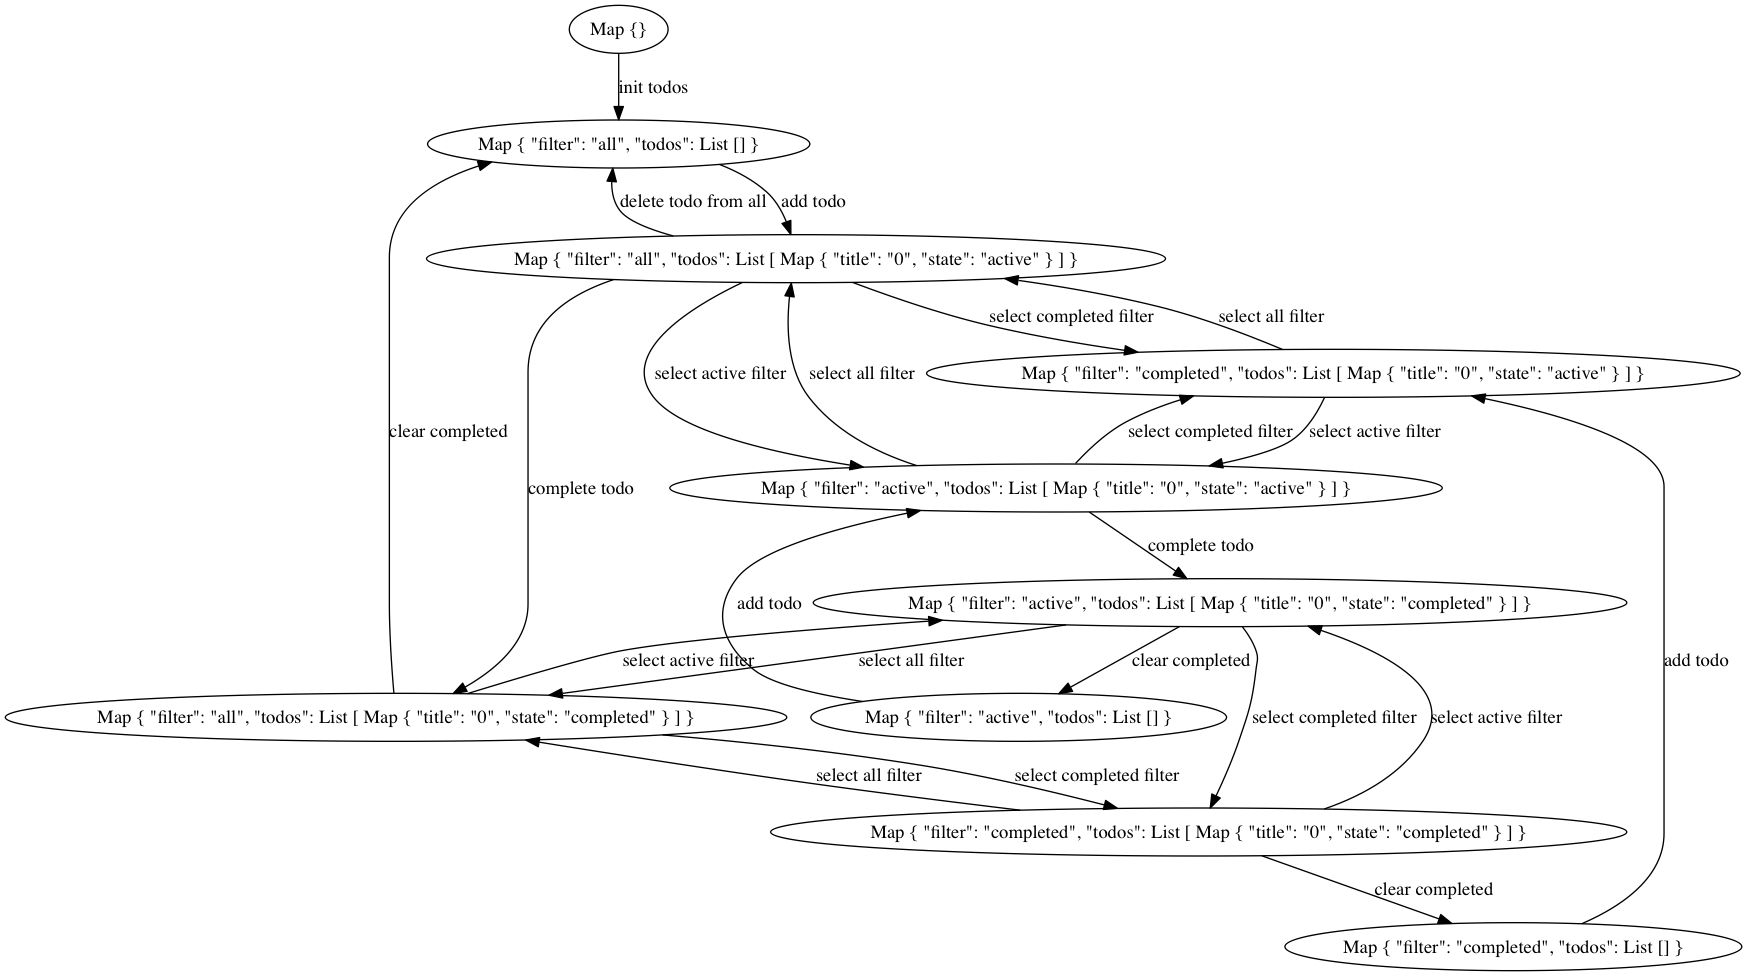 Map {}
init todos
Map { "filter": "all", "todos": List [] }
delete todo from all
add todo
Map { "filter": "all", "todos": List [ Map { "title": "0", "state": "active" } ] }
select completed filter
select all filter
select active filter
select all filter
Map { "filter": "completed", "todos": List [ Map { "title": "0", "state": "active" } ] }
clear completed
select completed filter
select active filter
complete todo
Map { "filter": "active", "todos": List [ Map { "title": "0", "state": "active" } ] }
complete todo
add todo
Map { "filter": "active", "todos": List [ Map { "title": "0", "state": "completed" } ] }
select active filter
select all filter
clear completed
add todo
Map { "filter": "all", "todos": List [ Map { "title": "0", "state": "completed" } ] }
Map { "filter": "active", "todos": List [] }
select completed filter
select active filter
select all filter
select completed filter
Map { "filter": "completed", "todos": List [ Map { "title": "0", "state": "completed" } ] }
clear completed
Map { "filter": "completed", "todos": List [] }